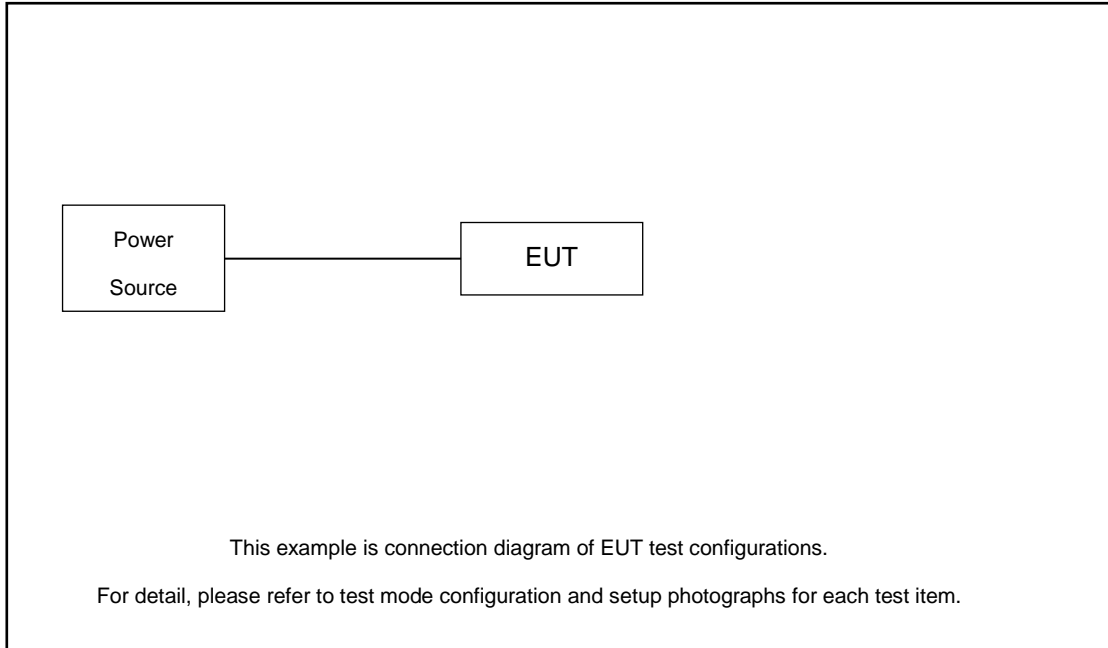 Power
Source
EUT
This example is connection diagram of EUT test configurations.
For detail, please refer to test mode configuration and setup photographs for each test item.